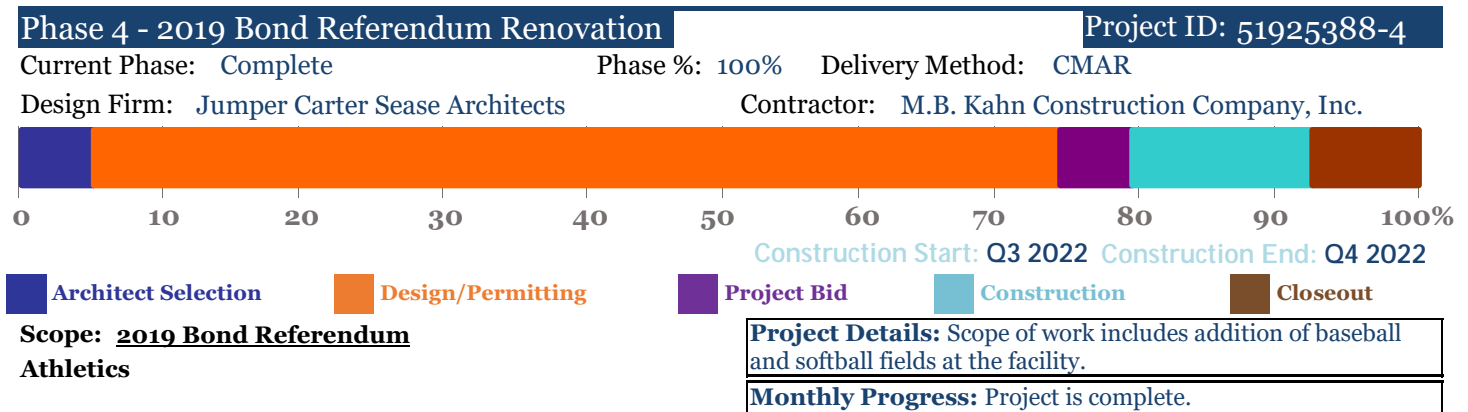 Phase 4 - 2019 Bond Referendum Renovation Project ID: 51925388-4
Current Phase: Complete Phase %: 100% Delivery Method: CMAR
Design Firm: Jumper Carter Sease Architects Contractor: M.B. Kahn Construction Company, Inc.
0 10 20 30 40 50 60 70 80 90 100%
Construction Start: Q3 2022 Construction End: Q4 2022
Architect Selection Design/Permitting Project Bid Construction Closeout
Scope: 2019 Bond Referendum
Athletics
Project Details: Scope of work includes addition of baseball
and softball fields at the facility.
Monthly Progress: Project is complete.